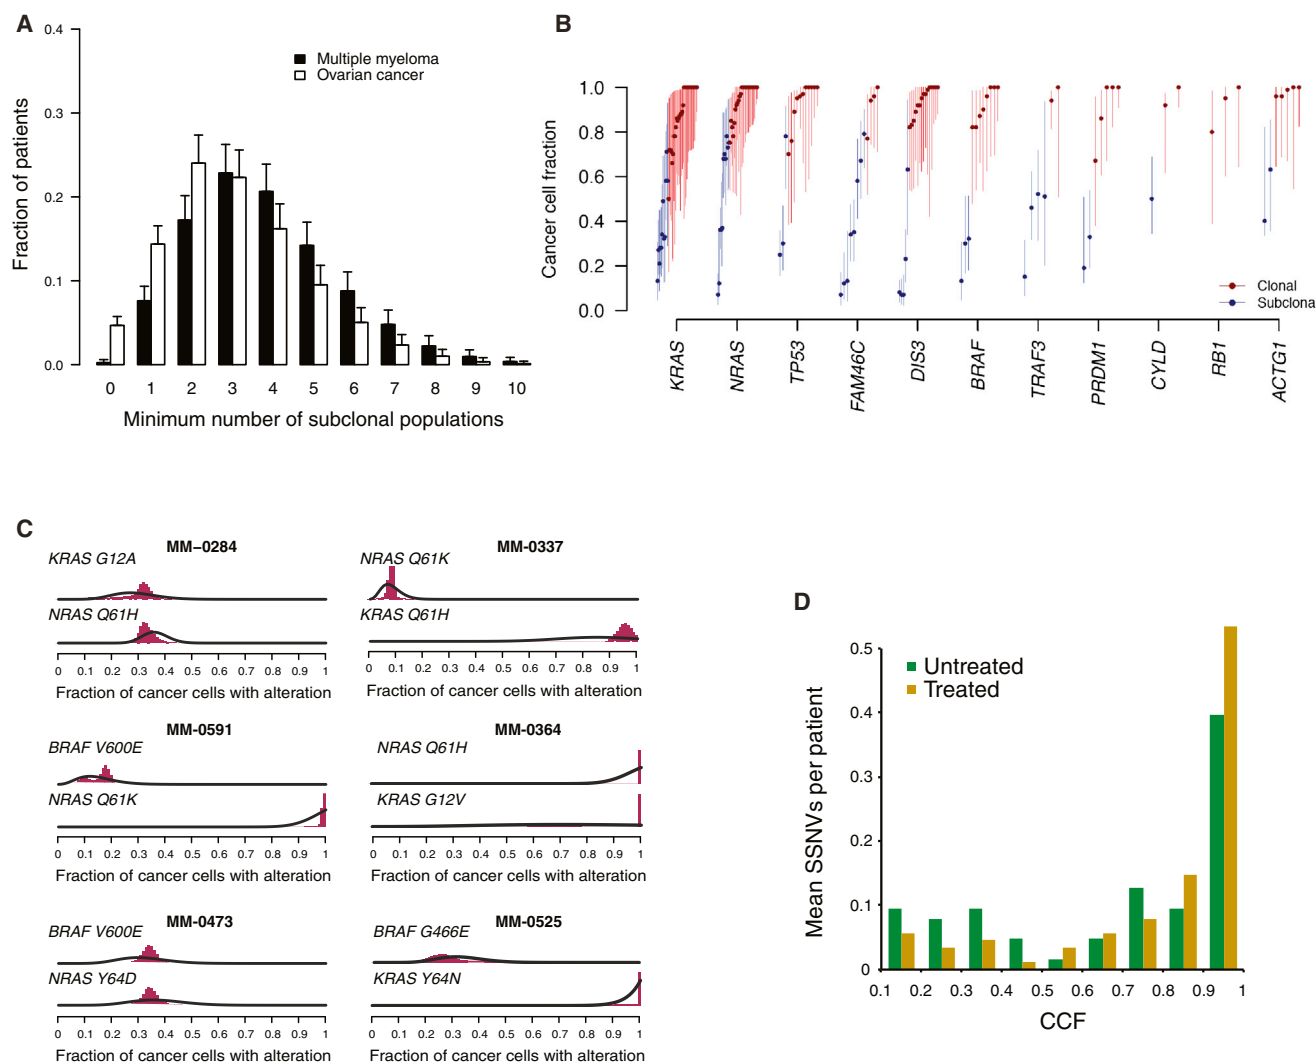 A
0.4
0.3
0.2
0.1
0.0
Fraction of patients
Multiple myeloma
Ovarian cancer
0 1 2 3 4 5 6 7 8 9 10
Minimum number of subclonal populations
B
1.0
0.8
0.6
0.4
0.2
0.0
Cancer cell fraction
Clonal
Subclona
KRAS
NRAS
TP53
FAM46C
DIS3
BRAF
TRAF3
PRDM1
CYLD
RB1
ACTG1
C
MM–0284
KRAS G12A
NRAS Q61H
0 0.1 0.2 0.3 0.4 0.5 0.6 0.7 0.8 0.9 1
Fraction of cancer cells with alteration
MM-0337
NRAS Q61K
KRAS Q61H
0 0.1 0.2 0.3 0.4 0.5 0.6 0.7 0.8 0.9 1
Fraction of cancer cells with alteration
MM-0591
BRAF V600E
NRAS Q61K
0 0.1 0.2 0.3 0.4 0.5 0.6 0.7 0.8 0.9 1
Fraction of cancer cells with alteration
MM-0364
NRAS Q61H
KRAS G12V
0 0.1 0.2 0.3 0.4 0.5 0.6 0.7 0.8 0.9 1
Fraction of cancer cells with alteration
MM-0473
BRAF V600E
NRAS Y64D
0 0.1 0.2 0.3 0.4 0.5 0.6 0.7 0.8 0.9 1
Fraction of cancer cells with alteration
MM-0525
BRAF G466E
KRAS Y64N
0 0.1 0.2 0.3 0.4 0.5 0.6 0.7 0.8 0.9 1
Fraction of cancer cells with alteration
D
0.5
0.4
0.3
0.2
0.1
0
Mean SSNVs per patient
Untreated
Treated
0.1 0.2 0.3 0.4 0.5 0.6 0.7 0.8 0.9 1
CCF